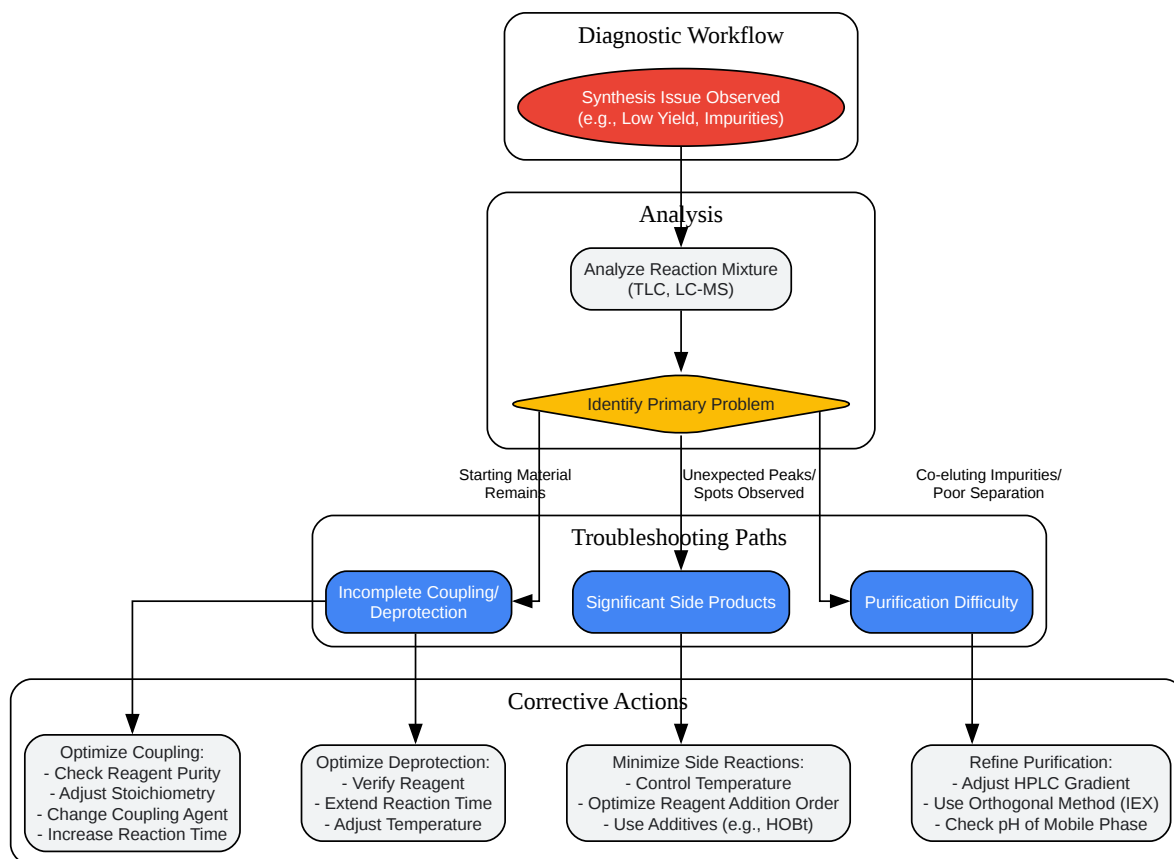 Diagnostic Workflow
Synthesis Issue Observed
(e.g., Low Yield, Impurities)
Analysis
Analyze Reaction Mixture
(TLC, LC-MS)
Identify Primary Problem
Starting Material
Remains
Unexpected Peaks/
Spots Observed
Co-eluting Impurities/
Poor Separation
Troubleshooting Paths
Incomplete Coupling/
Deprotection
Significant Side Products
Purification Difficulty
Corrective Actions
Optimize Coupling:
- Check Reagent Purity
- Adjust Stoichiometry
- Change Coupling Agent
- Increase Reaction Time
Optimize Deprotection:
- Verify Reagent
- Extend Reaction Time
- Adjust Temperature
Minimize Side Reactions:
- Control Temperature
- Optimize Reagent Addition Order
- Use Additives (e.g., HOBt)
Refine Purification:
- Adjust HPLC Gradient
- Use Orthogonal Method (IEX)
- Check pH of Mobile Phase